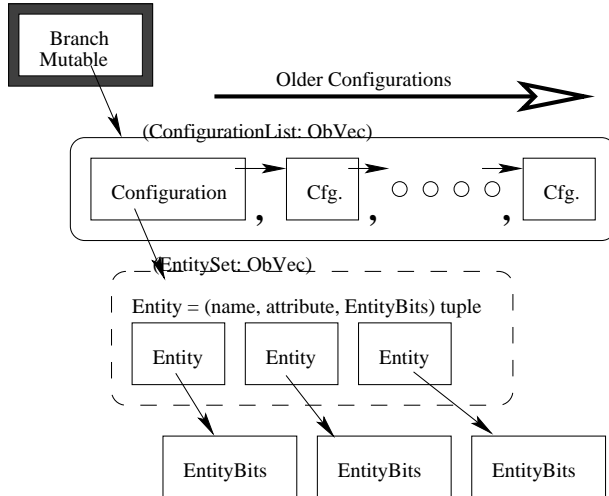 Branch
Mutable
Older Configurations
(ConfigurationList: ObVec)
Configuration , Cfg. , , Cfg.
(EntitySet: ObVec)
Entity = (name, attribute, EntityBits) tuple
Entity Entity Entity
EntityBits EntityBits EntityBits